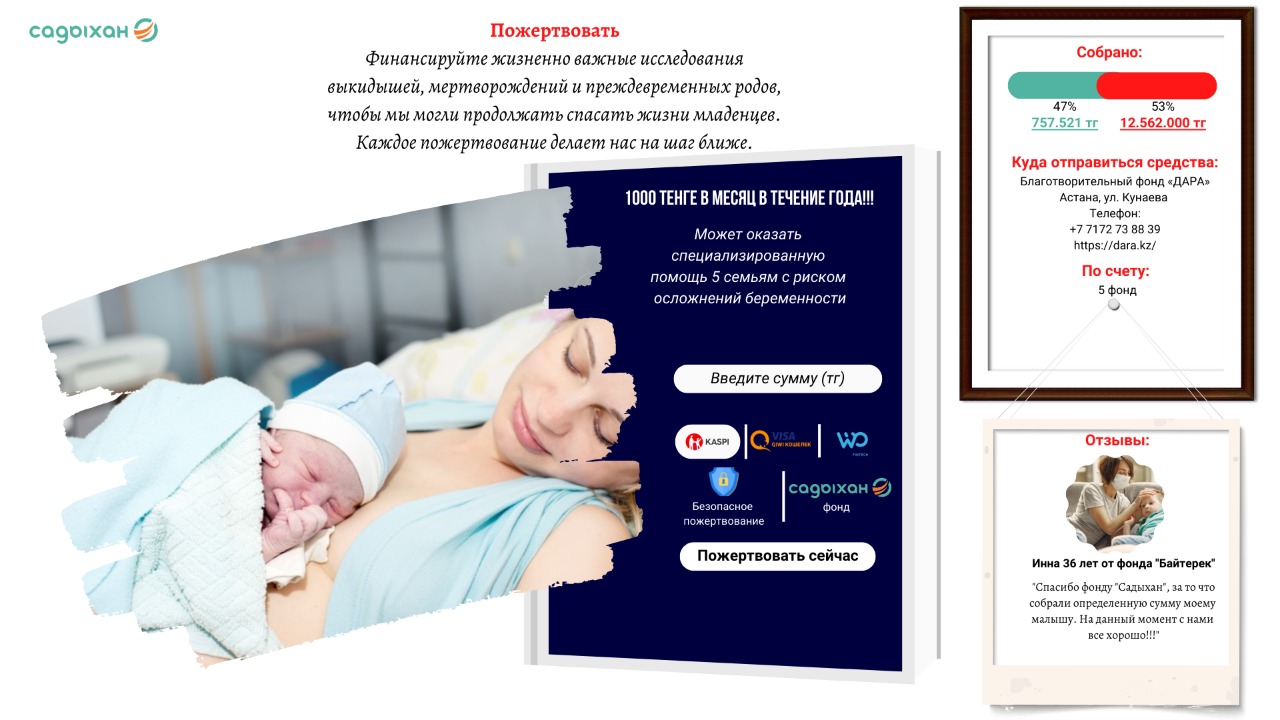 садыхан
Пожертвовать
Финансируйте жизненно важные исследования
выкидышей, мертворождений и преждевременных родов,
чтобы мы могли продолжать спасать жизни младенцев.
Каждое пожертвование делает нас на шаг ближе.
1000 ТЕНГЕ В МЕСЯЦ В ТЕЧЕНИЕ ГОДА!!!
Может оказать
специализированную
помощь 5 семьям с риском
осложнений беременности
Введите сумму (тг)
KASPI
VISA
QIWI КОШЕЛЕК
WO
FINTECH
Безопасное
пожертвование
садыхан
фонд
Пожертвовать сейчас
Собрано:
47% 53%
757.521 тг 12.562.000 тг
Куда отправиться средства:
Благотворительный фонд «ДАРА»
Астана, ул. Кунаева
Телефон:
+7 7172 73 88 39
https://dara.kz/
По счету:
5 фонд
Отзывы:
Инна 36 лет от фонда "Байтерек"
"Спасибо фонду "Садыхан", за то что
собрали определенную сумму моему
малышу. На данный момент с нами
все хорошо!!!"